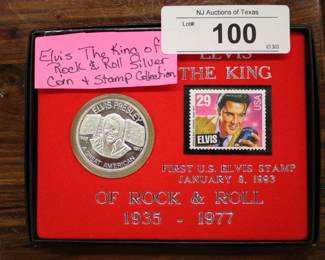 NJ Auctions of Texas
Lot#:
100
Elvis The King of
Rock & Roll Silver
Coin & Stamp Collection
ELVIS
THE KING
ELVIS PRESLEY
GREAT AMERICAN
29
USA
ELVIS
FIRST U.S. ELVIS STAMP
JANUARY 8, 1993
OF ROCK & ROLL
1935 - 1977